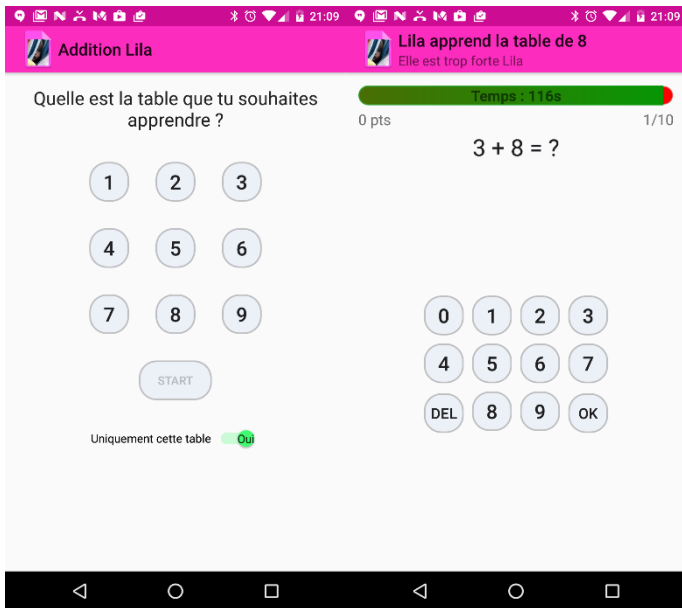 21:09
Addition Lila
Quelle est la table que tu souhaites
apprendre ?
1 2 3
4 5 6
7 8 9
START
Uniquement cette table Oui
21:09
Lila apprend la table de 8
Elle est trop forte Lila
Temps : 116s
0 pts 1/10
3 + 8 = ?
0 1 2 3
4 5 6 7
DEL 8 9 OK